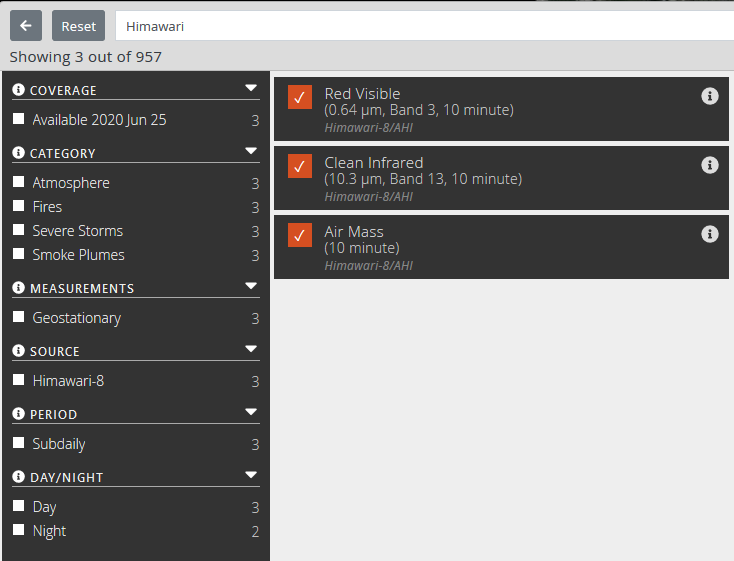 Reset
Himawari
Showing 3 out of 957
COVERAGE
Available 2020 Jun 25 3
CATEGORY
Atmosphere 3
Fires 3
Severe Storms 3
Smoke Plumes 3
MEASUREMENTS
Geostationary 3
SOURCE
Himawari-8 3
PERIOD
Subdaily 3
DAY/NIGHT
Day 3
Night 2
Red Visible
(0.64 µm, Band 3, 10 minute)
Himawari-8/AHI
Clean Infrared
(10.3 µm, Band 13, 10 minute)
Himawari-8/AHI
Air Mass
(10 minute)
Himawari-8/AHI